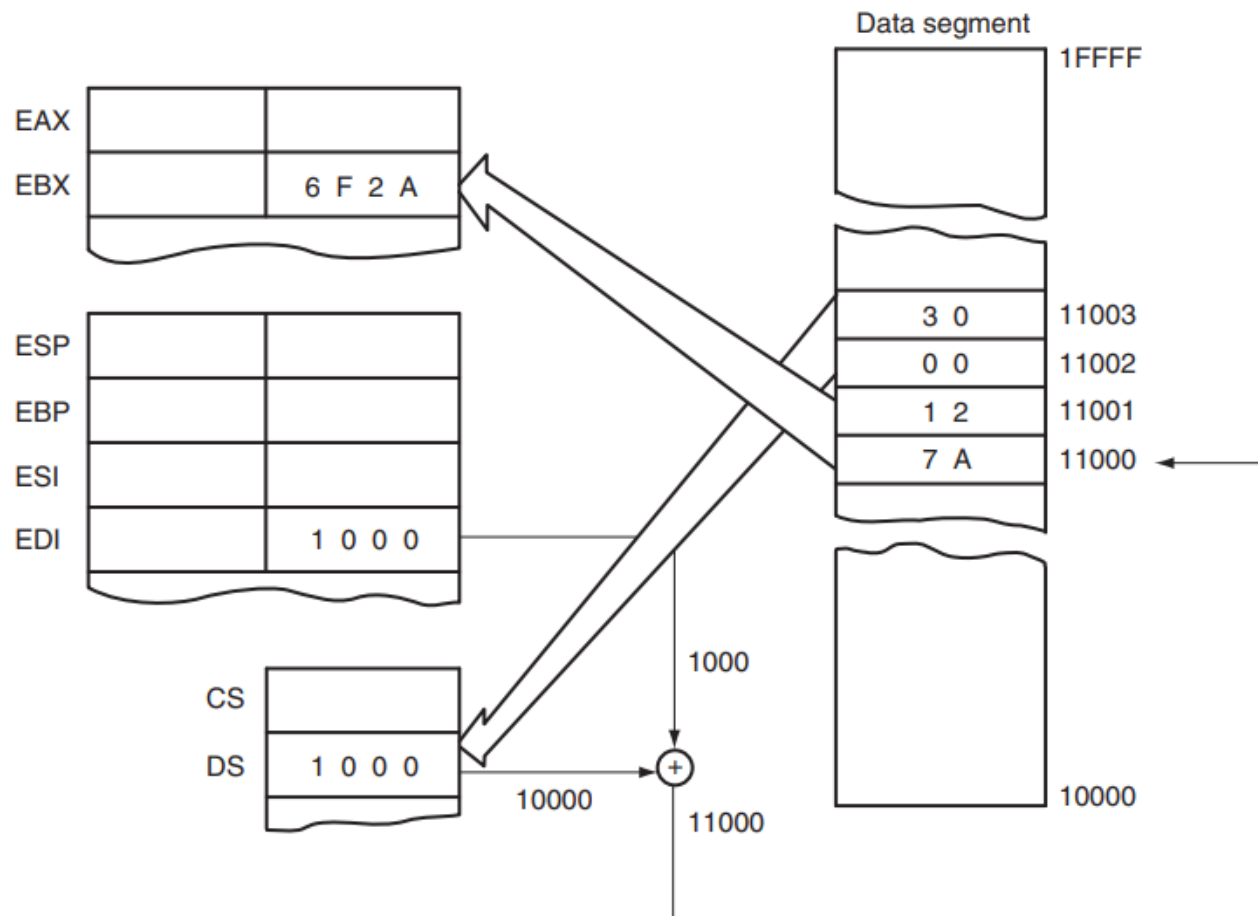 Data segment
1FFFF
EAX
EBX
6 F 2 A
ESP
EBP
ESI
EDI
1 0 0 0
3 0
11003
0 0
11002
1 2
11001
7 A
11000
1000
CS
DS
1 0 0 0
10000
+
11000
10000